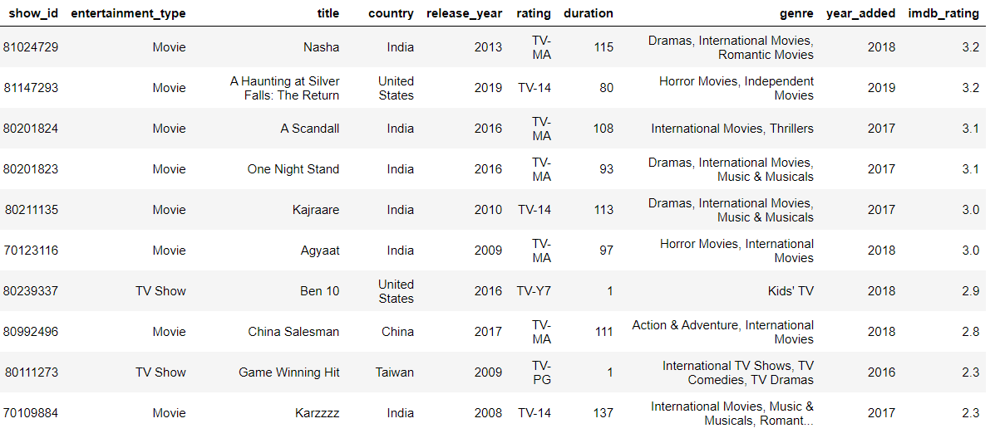 show_id entertainment_type title country release_year rating duration genre year_added imdb_rating
81024729 Movie Nasha India 2013 TV-MA 115 Dramas, International Movies, Romantic Movies 2018 3.2
81147293 Movie A Haunting at Silver Falls: The Return United States 2019 TV-14 80 Horror Movies, Independent Movies 2019 3.2
80201824 Movie A Scandall India 2016 TV-MA 108 International Movies, Thrillers 2017 3.1
80201823 Movie One Night Stand India 2016 TV-MA 93 Dramas, International Movies, Music & Musicals 2017 3.1
80211135 Movie Kajraare India 2010 TV-14 113 Dramas, International Movies, Music & Musicals 2017 3.0
70123116 Movie Agyaat India 2009 TV-MA 97 Horror Movies, International Movies 2018 3.0
80239337 TV Show Ben 10 United States 2016 TV-Y7 1 Kids' TV 2018 2.9
80992496 Movie China Salesman China 2017 TV-MA 111 Action & Adventure, International Movies 2018 2.8
80111273 TV Show Game Winning Hit Taiwan 2009 TV-PG 1 International TV Shows, TV Comedies, TV Dramas 2016 2.3
70109884 Movie Karzzzz India 2008 TV-14 137 International Movies, Music & Musicals, Romant... 2017 2.3